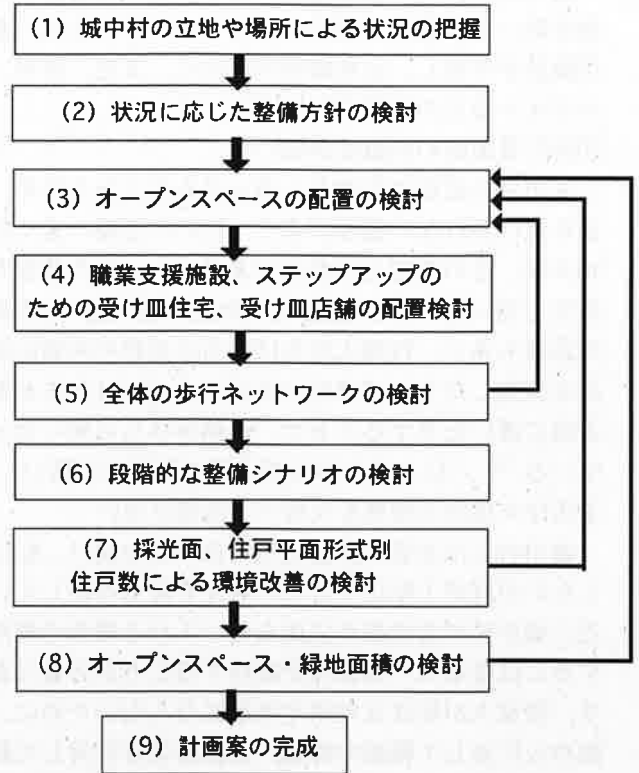 (1) 城中村の立地や場所による状況の把握
(2) 状況に応じた整備方針の検討
(3) オープンスペースの配置の検討
(4) 職業支援施設、ステップアップの
ための受け皿住宅、受け皿店舗の配置検討
(5) 全体の歩行ネットワークの検討
(6) 段階的な整備シナリオの検討
(7) 採光面、住戸平面形式別
住戸数による環境改善の検討
(8) オープンスペース・緑地面積の検討
(9) 計画案の完成